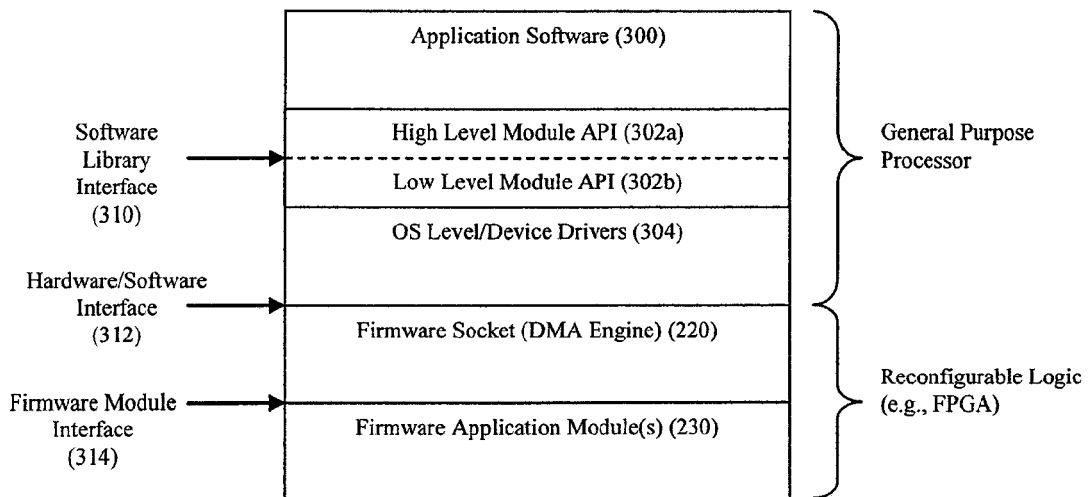 Application Software (300)
Software
Library
Interface
(310)
High Level Module API (302a)
Low Level Module API (302b)
General Purpose
Processor
OS Level/Device Drivers (304)
Hardware/Software
Interface
(312)
Firmware Socket (DMA Engine) (220)
Reconfigurable Logic
(e.g., FPGA)
Firmware Module
Interface
(314)
Firmware Application Module(s) (230)